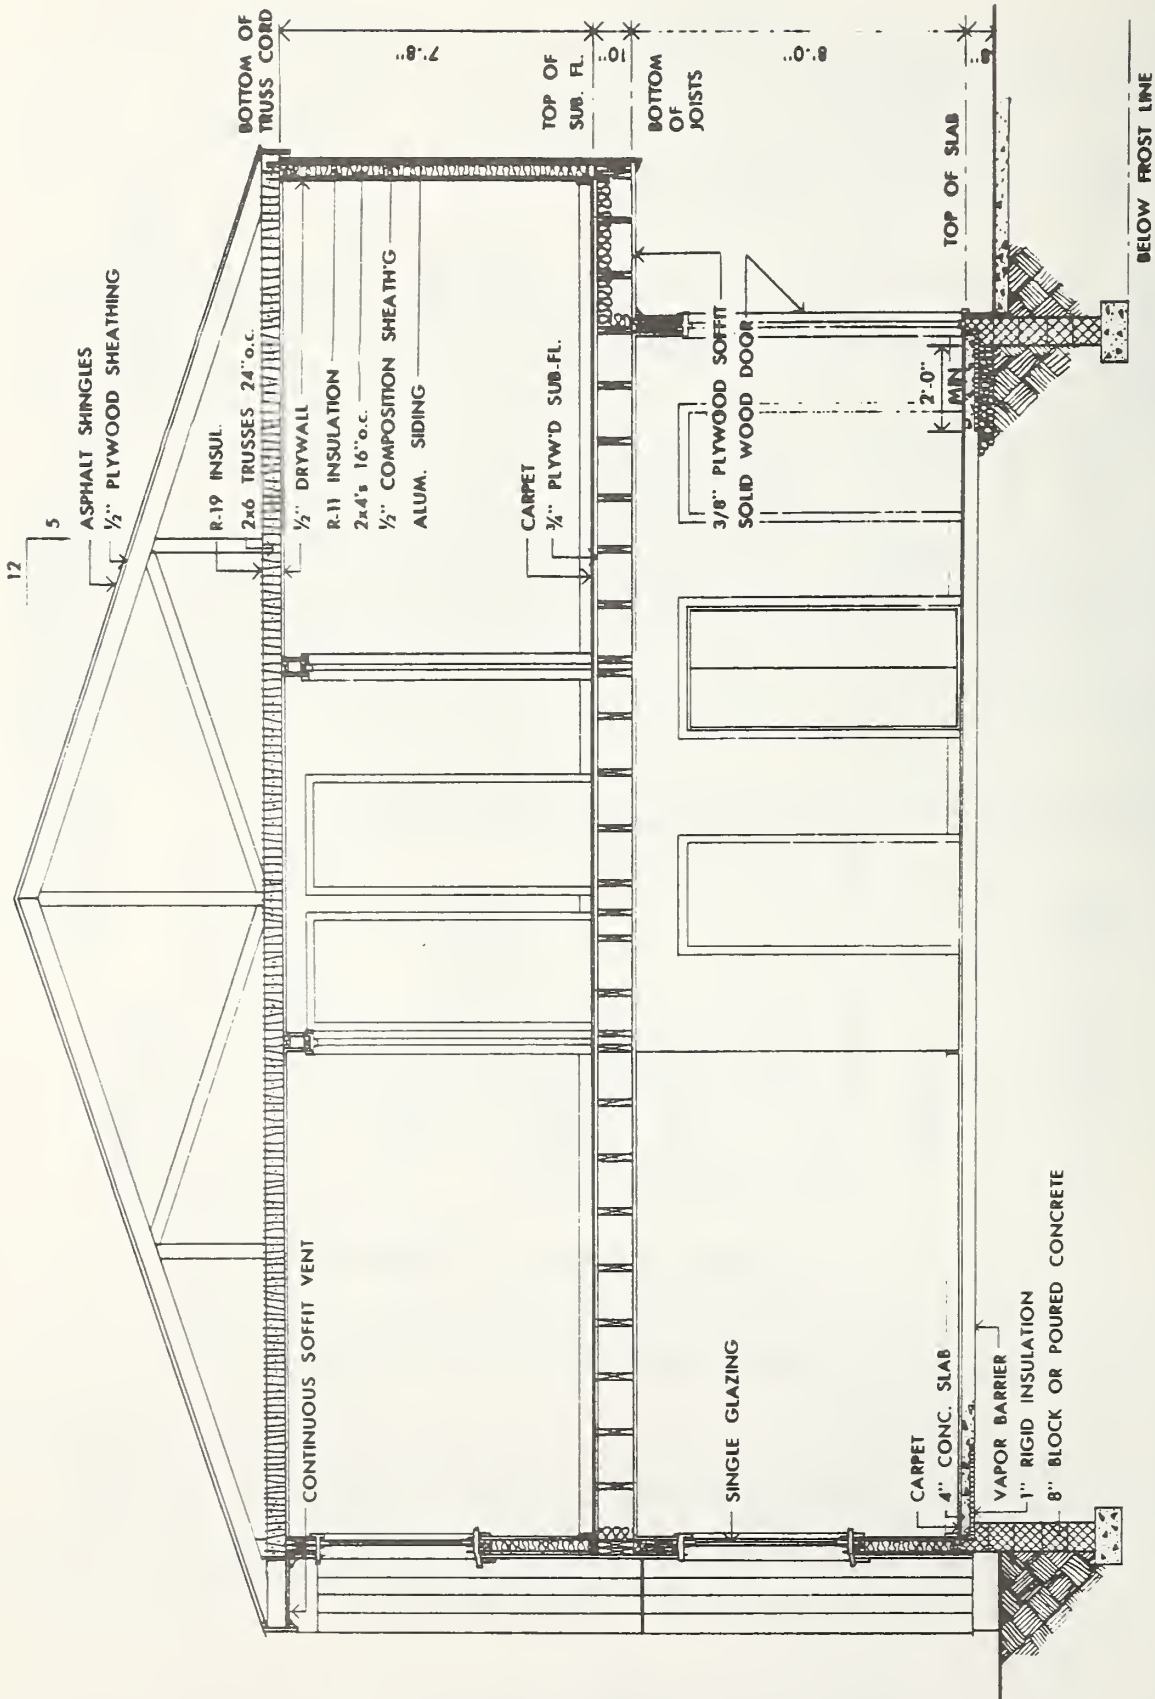 12
5
ASPHALT SHINGLES
½" PLYWOOD SHEATHING
R-19 INSUL.
2x6 TRUSSES - 24"o.c.
½" DRYWALL
R-11 INSULATION
2x4's 16"o.c.
½" COMPOSITION SHEATH'G
ALUM. SIDING
CARPET
¾" PLYW'D SUB-FL.
3/8" PLYWOOD SOFFIT
SOLID WOOD DOOR
2'-0"
MIN
CONTINUOUS SOFFIT VENT
SINGLE GLAZING
CARPET
4" CONC. SLAB
VAPOR BARRIER
1" RIGID INSULATION
8" BLOCK OR POURED CONCRETE
BOTTOM OF
TRUSS CORD
7'-8"
TOP OF
SUB. FL.
10"
BOTTOM
OF
JOISTS
8'-0"
TOP OF SLAB
BELOW FROST LINE